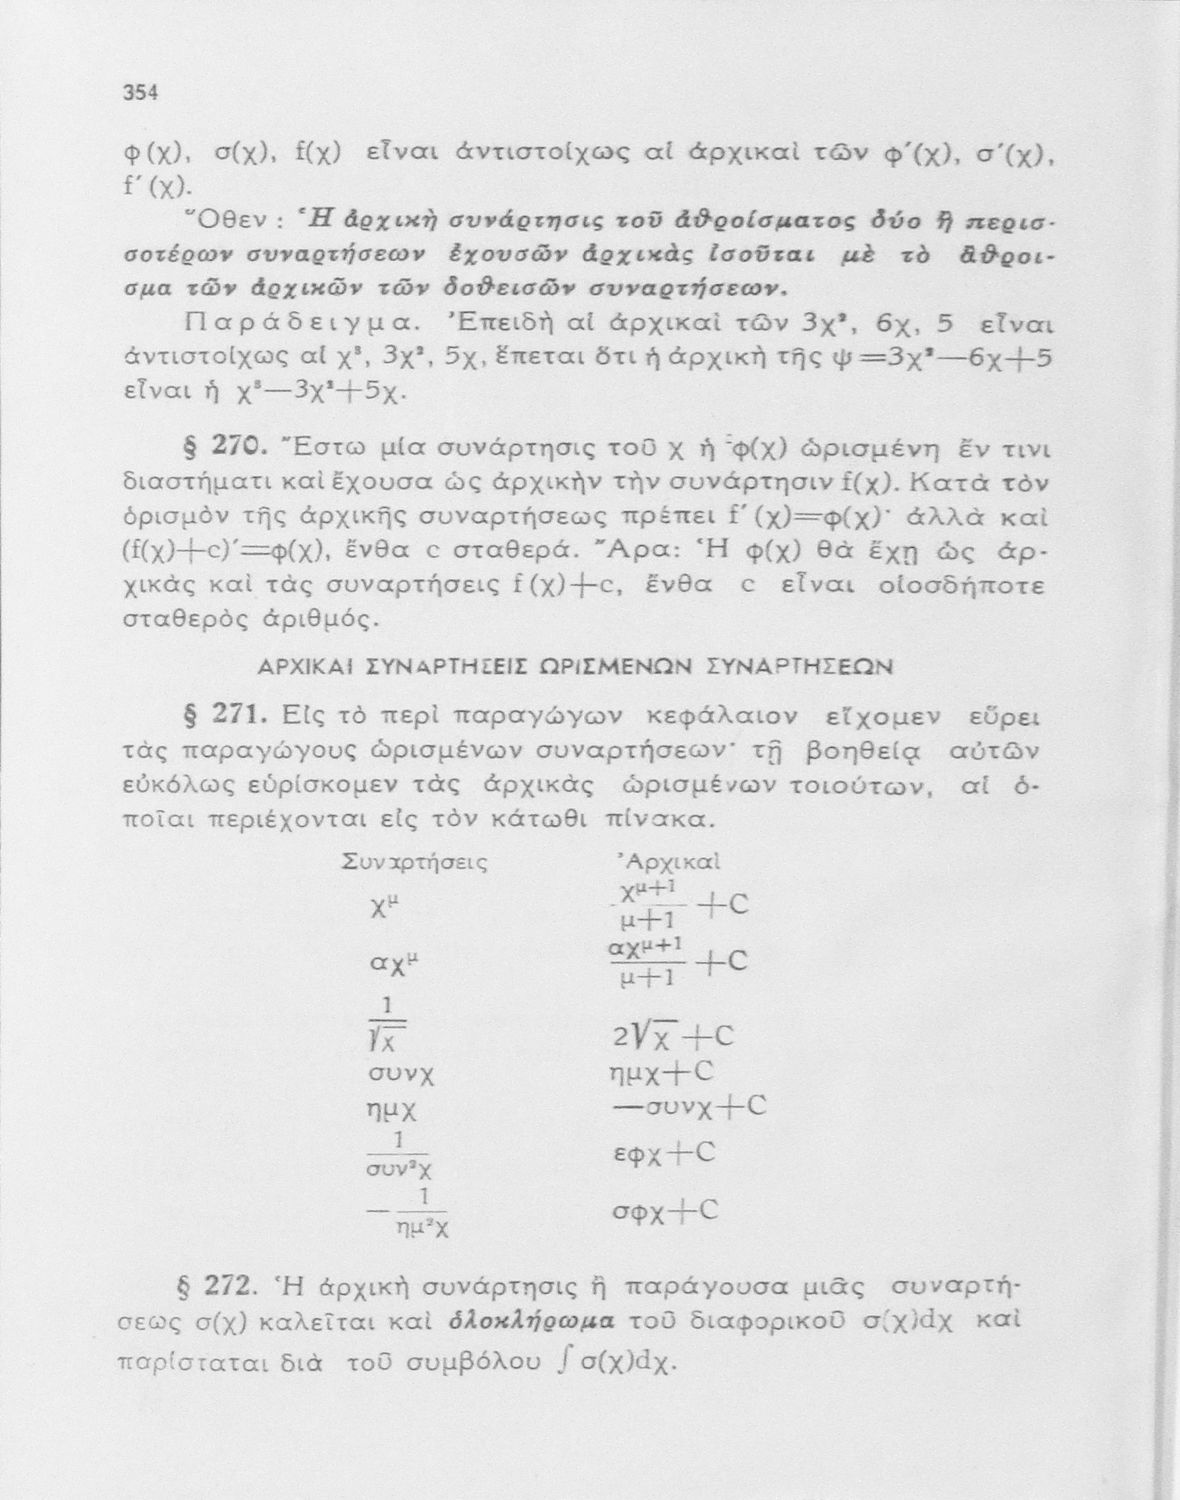 354
φ(χ), σ(χ), f(χ) εἶναι ἀντιστοίχως αἱ ἀρχικαὶ τῶν φ΄(χ), σ΄(χ),
f΄(χ).
Ὅθεν : Ἡ ἀρχικὴ συνάρτησις τοῦ ἀθροίσματος δύο ἢ περισ-
σοτέρων συναρτήσεων ἐχουσῶν ἀρχικὰς ἰσοῦται μὲ τὸ ἄθροι-
σμα τῶν ἀρχικῶν τῶν δοθεισῶν συναρτήσεων.
Παράδειγμα. Ἐπειδὴ αἱ ἀρχικαὶ τῶν 3χ², 6χ, 5 εἶναι
ἀντιστοίχως αἱ χ³, 3χ², 5χ, ἕπεται ὅτι ἡ ἀρχικὴ τῆς ψ=3χ²—6χ+5
εἶναι ἡ χ³—3χ²+5χ.
§ 270. Ἔστω μία συνάρτησις τοῦ χ ἡ φ(χ) ὡρισμένη ἔν τινι
διαστήματι καὶ ἔχουσα ὡς ἀρχικὴν τὴν συνάρτησιν f(χ). Κατὰ τὸν
ὁρισμὸν τῆς ἀρχικῆς συναρτήσεως πρέπει f΄(χ)=φ(χ)· ἀλλὰ καὶ
(f(χ)+c)΄=φ(χ), ἔνθα c σταθερά. Ἄρα: Ἡ φ(χ) θὰ ἔχῃ ὡς ἀρ-
χικὰς καὶ τὰς συναρτήσεις f(χ)+c, ἔνθα c εἶναι οἱοσδήποτε
σταθερὸς ἀριθμός.
ΑΡΧΙΚΑΙ ΣΥΝΑΡΤΗΣΕΙΣ ΩΡΙΣΜΕΝΩΝ ΣΥΝΑΡΤΗΣΕΩΝ
§ 271. Εἰς τὸ περὶ παραγώγων κεφάλαιον εἴχομεν εὕρει
τὰς παραγώγους ὡρισμένων συναρτήσεων· τῇ βοηθείᾳ αὐτῶν
εὐκόλως εὑρίσκομεν τὰς ἀρχικὰς ὡρισμένων τοιούτων, αἱ ὁ-
ποῖαι περιέχονται εἰς τὸν κάτωθι πίνακα.
Συναρτήσεις Ἀρχικαὶ
χ^μ χ^{μ+1}/(μ+1) +C
αχ^μ αχ^{μ+1}/(μ+1) +C
1/√χ 2√χ +C
συνχ ημχ+C
ημχ —συνχ+C
1/συν²χ εφχ+C
— 1/ημ²χ σφχ+C
§ 272. Ἡ ἀρχικὴ συνάρτησις ἢ παράγουσα μιᾶς συναρτή-
σεως σ(χ) καλεῖται καὶ ὁλοκλήρωμα τοῦ διαφορικοῦ σ(χ)dχ καὶ
παρίσταται διὰ τοῦ συμβόλου ∫ σ(χ)dχ.